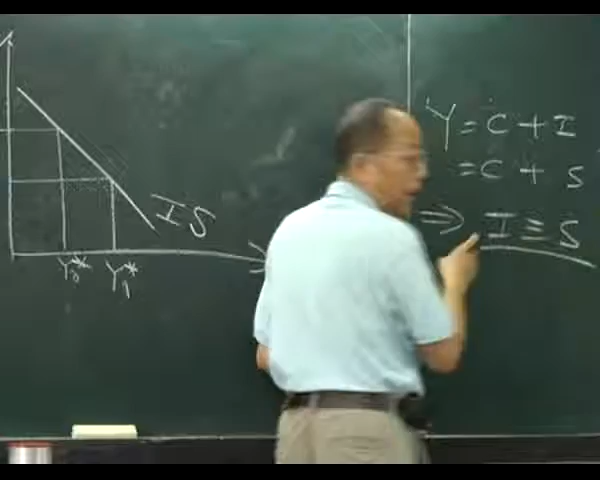 IS
Y₀* Y₁*
Y = C + I
= C + S
⇒ I ≡ S